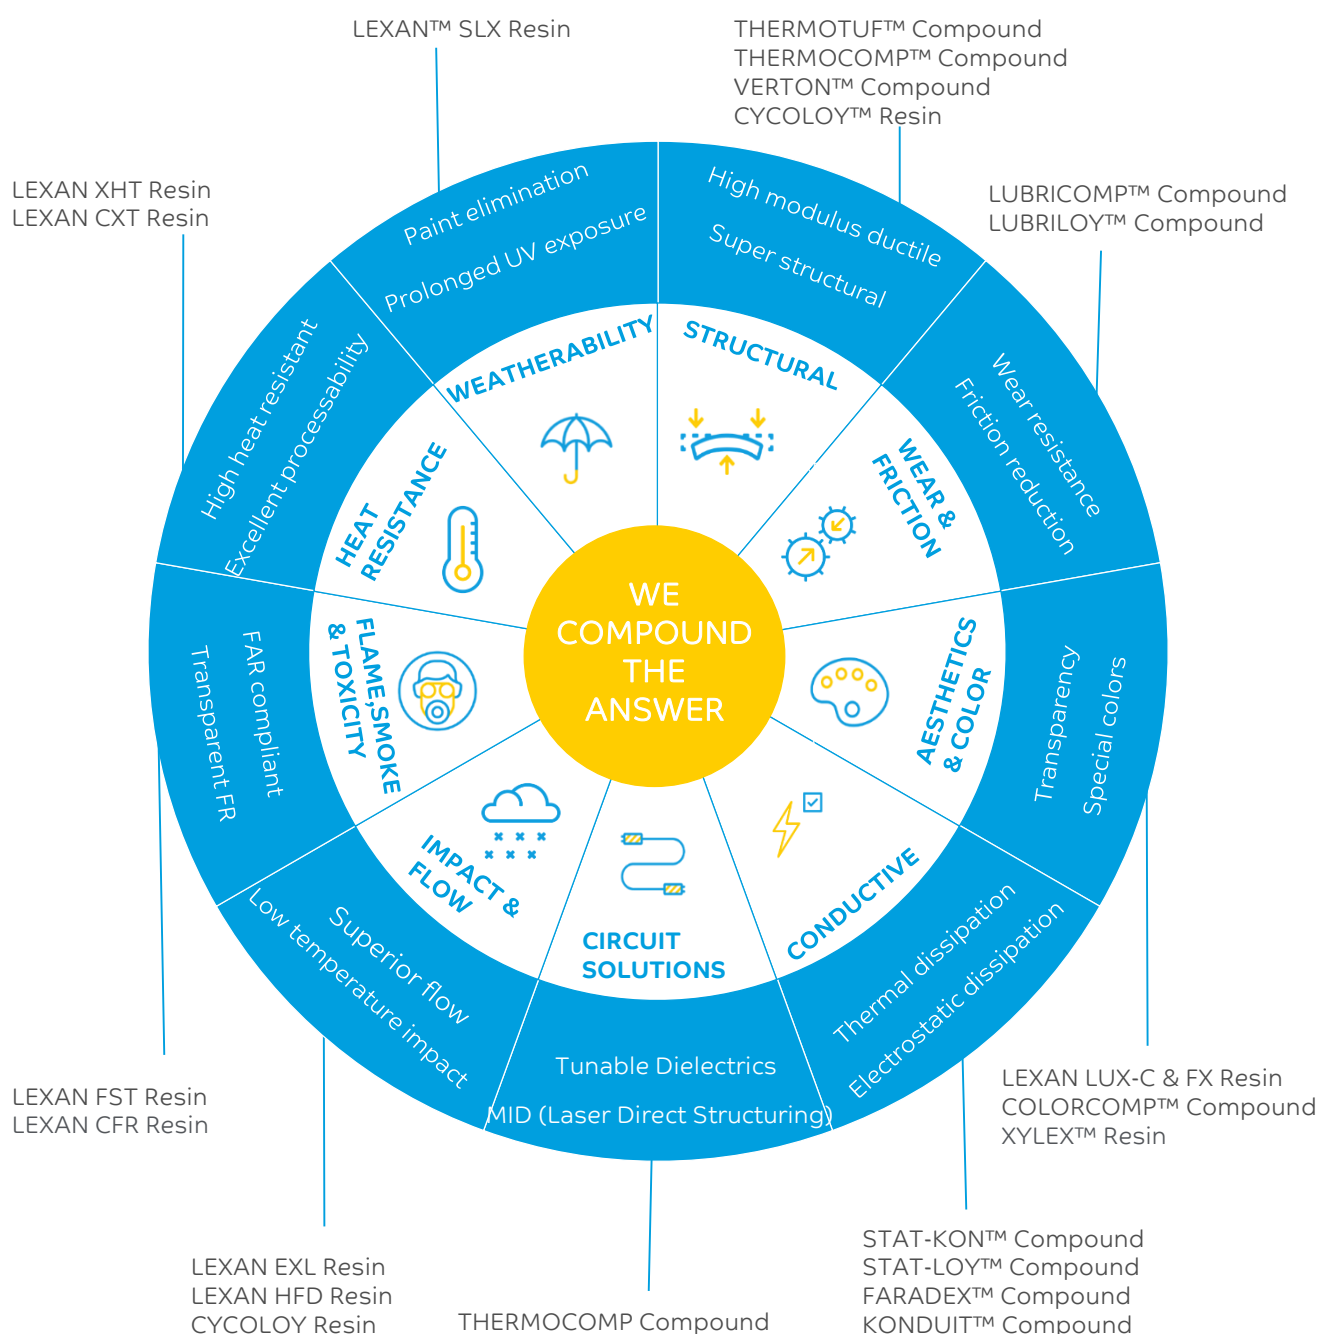 LEXAN™ SLX Resin
THERMOTUF™ Compound
THERMOCOMP™ Compound
VERTON™ Compound
CYCOLOY™ Resin
LEXAN XHT Resin
LEXAN CXT Resin
LUBRICOMP™ Compound
LUBRILOY™ Compound
Paint elimination
Prolonged UV exposure
High modulus ductile
Super structural
High heat resistant
Excellent processability
Wear resistance
Friction reduction
WEATHERABILITY
STRUCTURAL
HEAT
RESISTANCE
WEAR &
FRICTION
WE
COMPOUND
THE
ANSWER
FLAME,SMOKE
& TOXICITY
AESTHETICS
& COLOR
FAR compliant
Transparent FR
Transparency
Special colors
IMPACT &
FLOW
CIRCUIT
SOLUTIONS
CONDUCTIVE
Superior flow
Low temperature impact
Tunable Dielectrics
MID (Laser Direct Structuring)
Thermal dissipation
Electrostatic dissipation
LEXAN FST Resin
LEXAN CFR Resin
LEXAN LUX-C & FX Resin
COLORCOMP™ Compound
XYLEX™ Resin
LEXAN EXL Resin
LEXAN HFD Resin
CYCOLOY Resin
THERMOCOMP Compound
STAT-KON™ Compound
STAT-LOY™ Compound
FARADEX™ Compound
KONDUIT™ Compound